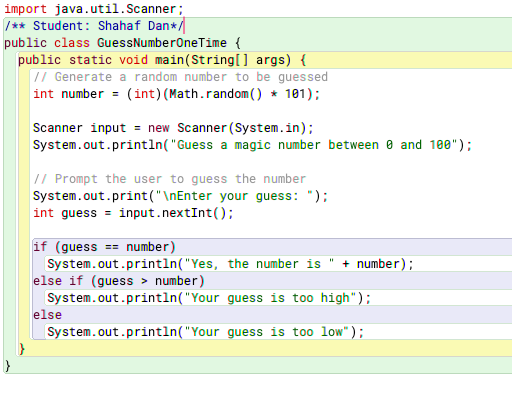 import java.util.Scanner;
/** Student: Shahaf Dan*/
public class GuessNumberOneTime {
public static void main(String[] args) {
// Generate a random number to be guessed
int number = (int)(Math.random() * 101);
Scanner input = new Scanner(System.in);
System.out.println("Guess a magic number between 0 and 100");
// Prompt the user to guess the number
System.out.print("\nEnter your guess: ");
int guess = input.nextInt();
if (guess == number)
System.out.println("Yes, the number is " + number);
else if (guess > number)
System.out.println("Your guess is too high");
else
System.out.println("Your guess is too low");
}
}